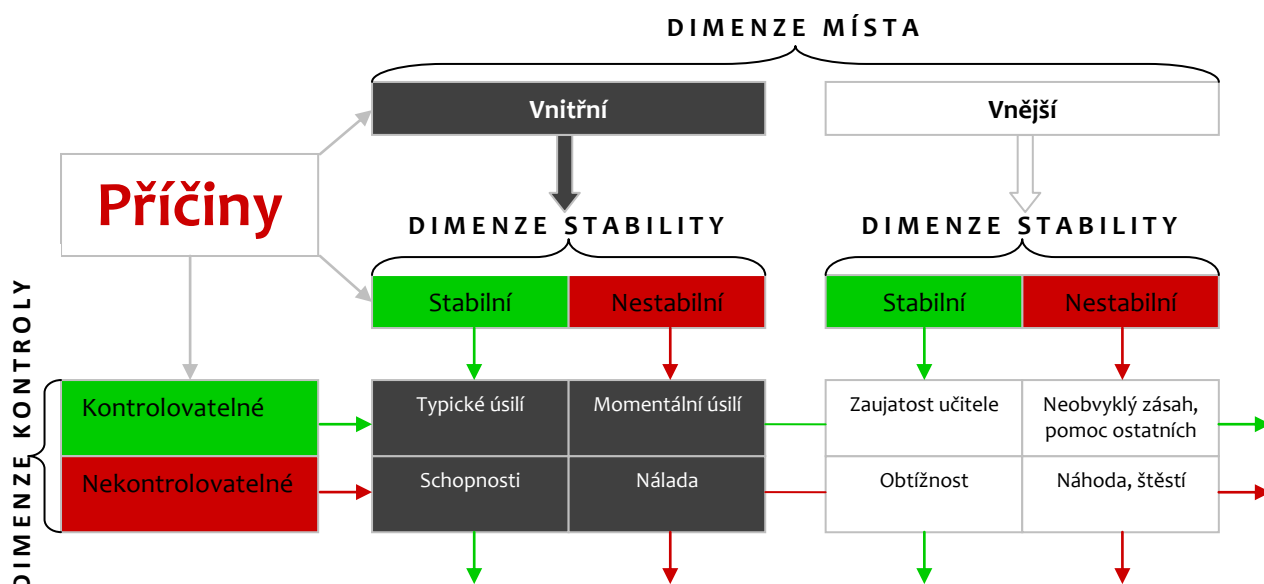 DIMENZE MÍSTA
Vnitřní
Vnější
Příčiny
DIMENZE STABILITY
DIMENZE STABILITY
Stabilní
Nestabilní
Stabilní
Nestabilní
DIMENZE KONTROLY
Kontrolovatelné
Typické úsilí
Momentální úsilí
Zaujatost učitele
Neobvyklý zásah,
pomoc ostatních
Nekontrolovatelné
Schopnosti
Nálada
Obtížnost
Náhoda, štěstí